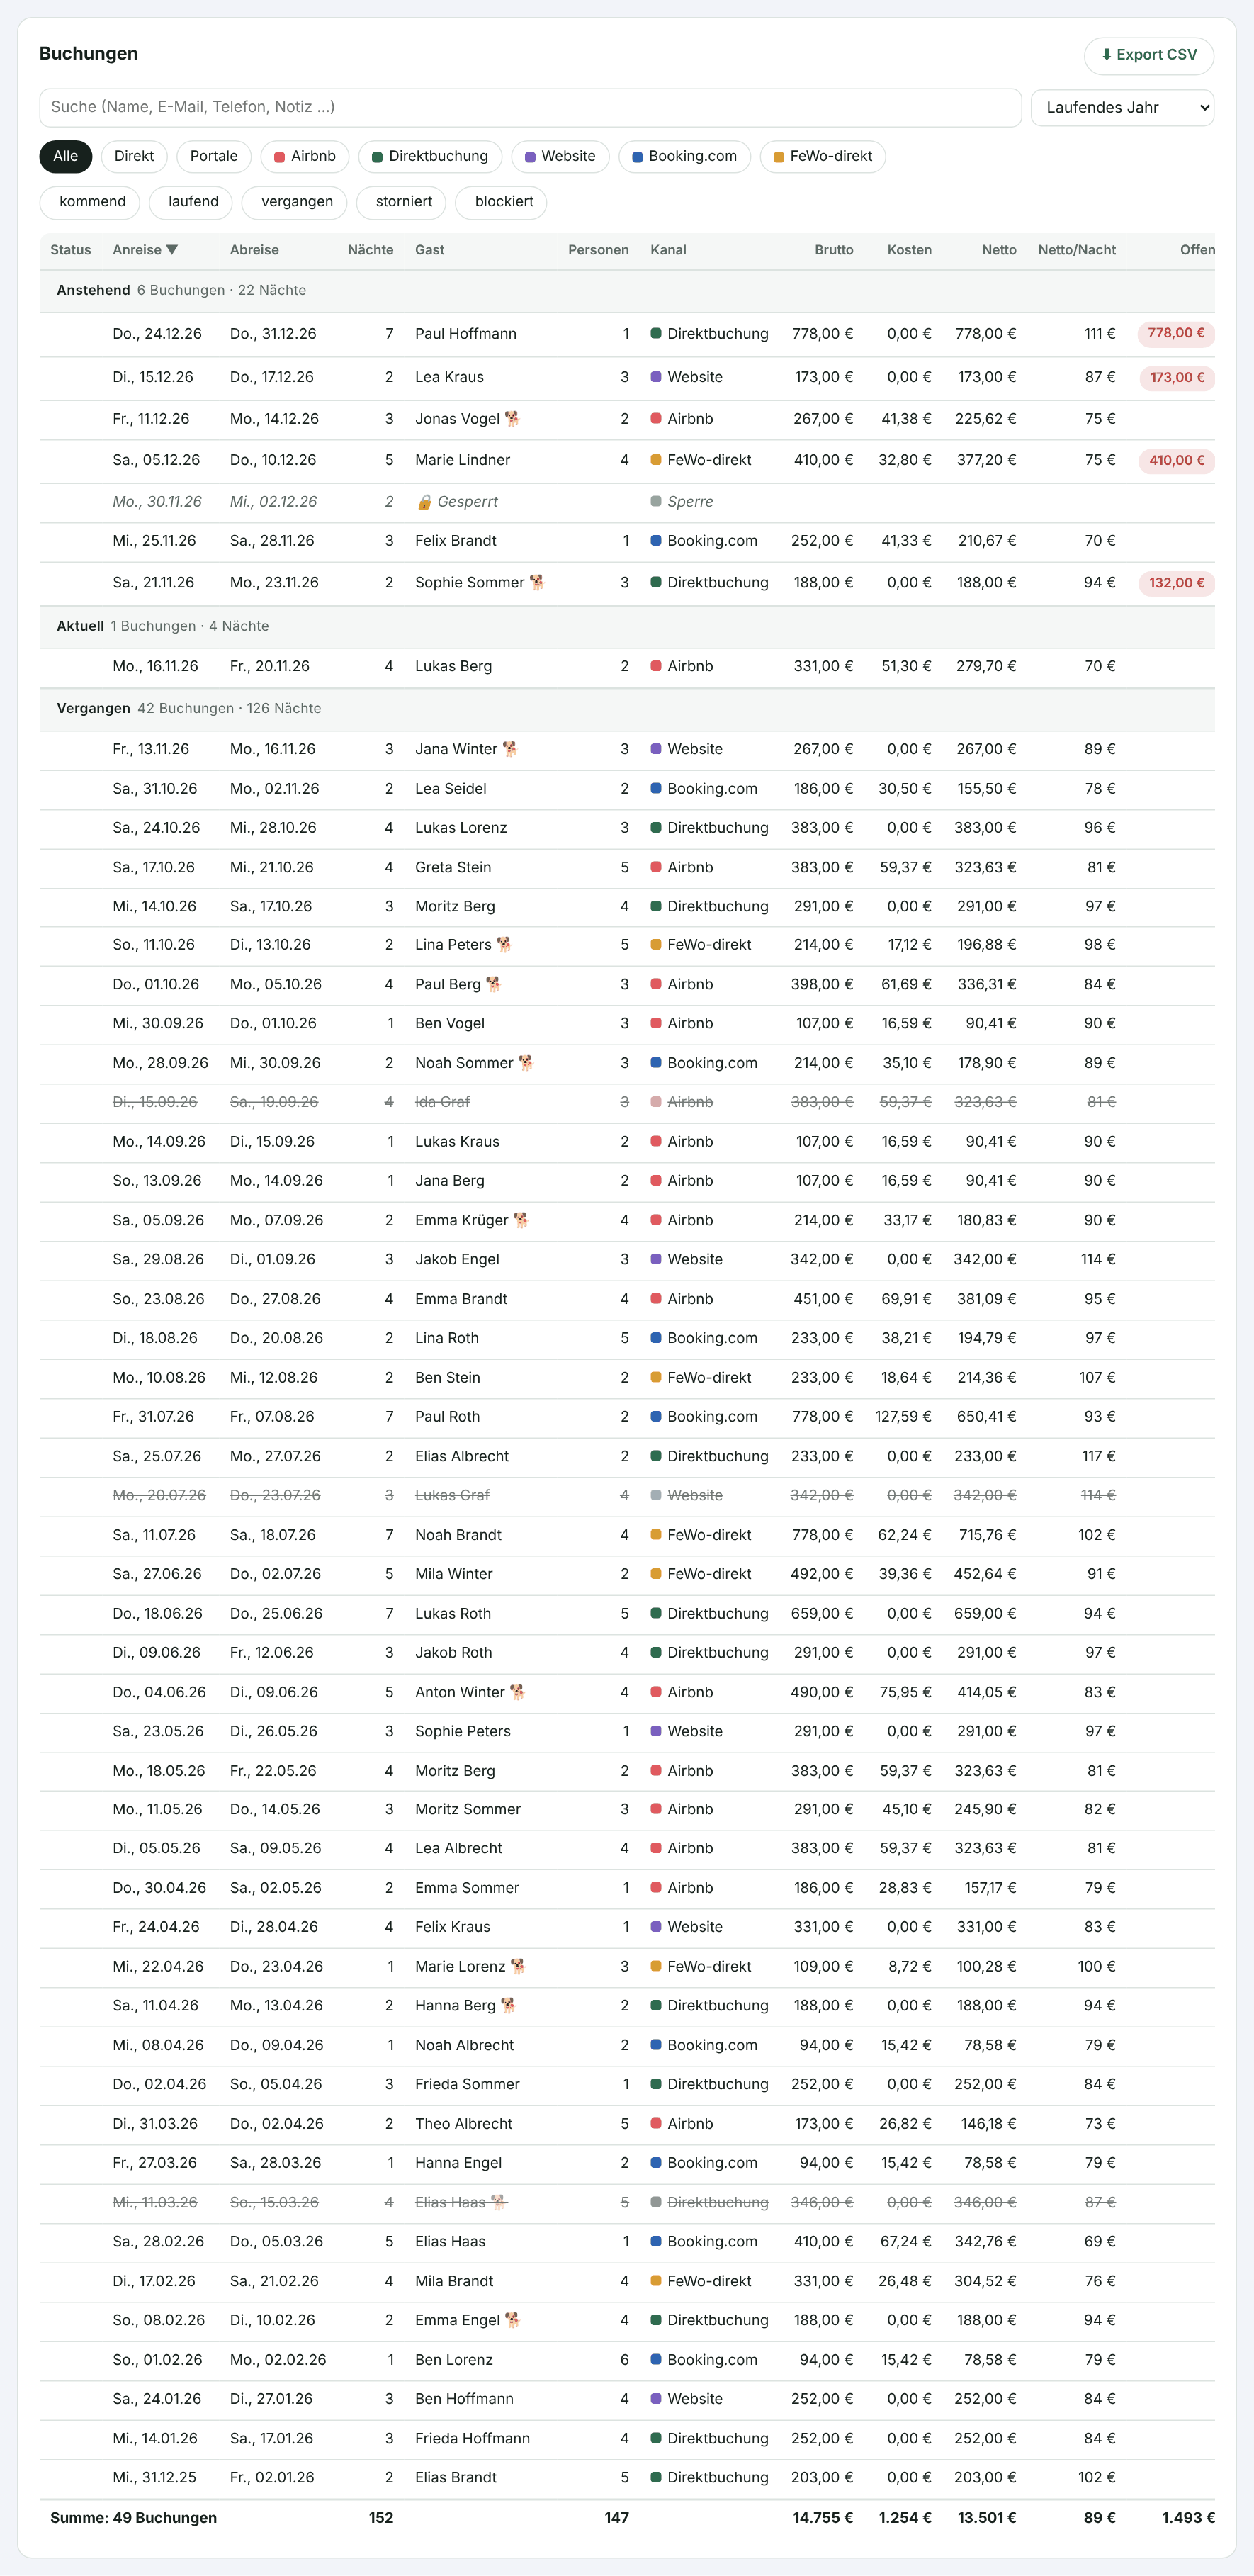 Buchungen
⬇ Export CSV
Suche (Name, E-Mail, Telefon, Notiz …)
Laufendes Jahr
Alle Direkt Portale Airbnb Direktbuchung Website Booking.com FeWo-direkt
kommend laufend vergangen storniert blockiert
Status Anreise ▼ Abreise Nächte Gast Personen Kanal Brutto Kosten Netto Netto/Nacht Offen
Anstehend 6 Buchungen · 22 Nächte
Do., 24.12.26 Do., 31.12.26 7 Paul Hoffmann 1 Direktbuchung 778,00 € 0,00 € 778,00 € 111 € 778,00 €
Di., 15.12.26 Do., 17.12.26 2 Lea Kraus 3 Website 173,00 € 0,00 € 173,00 € 87 € 173,00 €
Fr., 11.12.26 Mo., 14.12.26 3 Jonas Vogel 🐕 2 Airbnb 267,00 € 41,38 € 225,62 € 75 €
Sa., 05.12.26 Do., 10.12.26 5 Marie Lindner 4 FeWo-direkt 410,00 € 32,80 € 377,20 € 75 € 410,00 €
Mo., 30.11.26 Mi., 02.12.26 2 🔒 Gesperrt Sperre
Mi., 25.11.26 Sa., 28.11.26 3 Felix Brandt 1 Booking.com 252,00 € 41,33 € 210,67 € 70 €
Sa., 21.11.26 Mo., 23.11.26 2 Sophie Sommer 🐕 3 Direktbuchung 188,00 € 0,00 € 188,00 € 94 € 132,00 €
Aktuell 1 Buchungen · 4 Nächte
Mo., 16.11.26 Fr., 20.11.26 4 Lukas Berg 2 Airbnb 331,00 € 51,30 € 279,70 € 70 €
Vergangen 42 Buchungen · 126 Nächte
Fr., 13.11.26 Mo., 16.11.26 3 Jana Winter 🐕 3 Website 267,00 € 0,00 € 267,00 € 89 €
Sa., 31.10.26 Mo., 02.11.26 2 Lea Seidel 2 Booking.com 186,00 € 30,50 € 155,50 € 78 €
Sa., 24.10.26 Mi., 28.10.26 4 Lukas Lorenz 3 Direktbuchung 383,00 € 0,00 € 383,00 € 96 €
Sa., 17.10.26 Mi., 21.10.26 4 Greta Stein 5 Airbnb 383,00 € 59,37 € 323,63 € 81 €
Mi., 14.10.26 Sa., 17.10.26 3 Moritz Berg 4 Direktbuchung 291,00 € 0,00 € 291,00 € 97 €
So., 11.10.26 Di., 13.10.26 2 Lina Peters 🐕 5 FeWo-direkt 214,00 € 17,12 € 196,88 € 98 €
Do., 01.10.26 Mo., 05.10.26 4 Paul Berg 🐕 3 Airbnb 398,00 € 61,69 € 336,31 € 84 €
Mi., 30.09.26 Do., 01.10.26 1 Ben Vogel 3 Airbnb 107,00 € 16,59 € 90,41 € 90 €
Mo., 28.09.26 Mi., 30.09.26 2 Noah Sommer 🐕 3 Booking.com 214,00 € 35,10 € 178,90 € 89 €
Di., 15.09.26 Sa., 19.09.26 4 Ida Graf 3 Airbnb 383,00 € 59,37 € 323,63 € 81 €
Mo., 14.09.26 Di., 15.09.26 1 Lukas Kraus 2 Airbnb 107,00 € 16,59 € 90,41 € 90 €
So., 13.09.26 Mo., 14.09.26 1 Jana Berg 2 Airbnb 107,00 € 16,59 € 90,41 € 90 €
Sa., 05.09.26 Mo., 07.09.26 2 Emma Krüger 🐕 4 Airbnb 214,00 € 33,17 € 180,83 € 90 €
Sa., 29.08.26 Di., 01.09.26 3 Jakob Engel 3 Website 342,00 € 0,00 € 342,00 € 114 €
So., 23.08.26 Do., 27.08.26 4 Emma Brandt 4 Airbnb 451,00 € 69,91 € 381,09 € 95 €
Di., 18.08.26 Do., 20.08.26 2 Lina Roth 5 Booking.com 233,00 € 38,21 € 194,79 € 97 €
Mo., 10.08.26 Mi., 12.08.26 2 Ben Stein 2 FeWo-direkt 233,00 € 18,64 € 214,36 € 107 €
Fr., 31.07.26 Fr., 07.08.26 7 Paul Roth 2 Booking.com 778,00 € 127,59 € 650,41 € 93 €
Sa., 25.07.26 Mo., 27.07.26 2 Elias Albrecht 2 Direktbuchung 233,00 € 0,00 € 233,00 € 117 €
Mo., 20.07.26 Do., 23.07.26 3 Lukas Graf 4 Website 342,00 € 0,00 € 342,00 € 114 €
Sa., 11.07.26 Sa., 18.07.26 7 Noah Brandt 4 FeWo-direkt 778,00 € 62,24 € 715,76 € 102 €
Sa., 27.06.26 Do., 02.07.26 5 Mila Winter 2 FeWo-direkt 492,00 € 39,36 € 452,64 € 91 €
Do., 18.06.26 Do., 25.06.26 7 Lukas Roth 5 Direktbuchung 659,00 € 0,00 € 659,00 € 94 €
Di., 09.06.26 Fr., 12.06.26 3 Jakob Roth 4 Direktbuchung 291,00 € 0,00 € 291,00 € 97 €
Do., 04.06.26 Di., 09.06.26 5 Anton Winter 🐕 4 Airbnb 490,00 € 75,95 € 414,05 € 83 €
Sa., 23.05.26 Di., 26.05.26 3 Sophie Peters 1 Website 291,00 € 0,00 € 291,00 € 97 €
Mo., 18.05.26 Fr., 22.05.26 4 Moritz Berg 2 Airbnb 383,00 € 59,37 € 323,63 € 81 €
Mo., 11.05.26 Do., 14.05.26 3 Moritz Sommer 3 Airbnb 291,00 € 45,10 € 245,90 € 82 €
Di., 05.05.26 Sa., 09.05.26 4 Lea Albrecht 4 Airbnb 383,00 € 59,37 € 323,63 € 81 €
Do., 30.04.26 Sa., 02.05.26 2 Emma Sommer 1 Airbnb 186,00 € 28,83 € 157,17 € 79 €
Fr., 24.04.26 Di., 28.04.26 4 Felix Kraus 1 Website 331,00 € 0,00 € 331,00 € 83 €
Mi., 22.04.26 Do., 23.04.26 1 Marie Lorenz 🐕 3 FeWo-direkt 109,00 € 8,72 € 100,28 € 100 €
Sa., 11.04.26 Mo., 13.04.26 2 Hanna Berg 🐕 2 Direktbuchung 188,00 € 0,00 € 188,00 € 94 €
Mi., 08.04.26 Do., 09.04.26 1 Noah Albrecht 2 Booking.com 94,00 € 15,42 € 78,58 € 79 €
Do., 02.04.26 So., 05.04.26 3 Frieda Sommer 1 Direktbuchung 252,00 € 0,00 € 252,00 € 84 €
Di., 31.03.26 Do., 02.04.26 2 Theo Albrecht 5 Airbnb 173,00 € 26,82 € 146,18 € 73 €
Fr., 27.03.26 Sa., 28.03.26 1 Hanna Engel 2 Booking.com 94,00 € 15,42 € 78,58 € 79 €
Mi., 11.03.26 So., 15.03.26 4 Elias Haas 🐕 5 Direktbuchung 346,00 € 0,00 € 346,00 € 87 €
Sa., 28.02.26 Do., 05.03.26 5 Elias Haas 1 Booking.com 410,00 € 67,24 € 342,76 € 69 €
Di., 17.02.26 Sa., 21.02.26 4 Mila Brandt 4 FeWo-direkt 331,00 € 26,48 € 304,52 € 76 €
So., 08.02.26 Di., 10.02.26 2 Emma Engel 🐕 4 Direktbuchung 188,00 € 0,00 € 188,00 € 94 €
So., 01.02.26 Mo., 02.02.26 1 Ben Lorenz 6 Booking.com 94,00 € 15,42 € 78,58 € 79 €
Sa., 24.01.26 Di., 27.01.26 3 Ben Hoffmann 4 Website 252,00 € 0,00 € 252,00 € 84 €
Mi., 14.01.26 Sa., 17.01.26 3 Frieda Hoffmann 4 Direktbuchung 252,00 € 0,00 € 252,00 € 84 €
Mi., 31.12.25 Fr., 02.01.26 2 Elias Brandt 5 Direktbuchung 203,00 € 0,00 € 203,00 € 102 €
Summe: 49 Buchungen 152 147 14.755 € 1.254 € 13.501 € 89 € 1.493 €